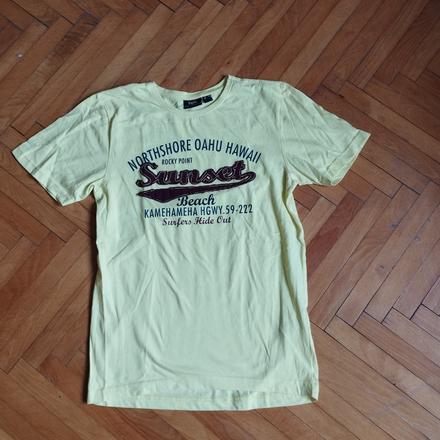 NORTHSHORE OAHU HAWAII
ROCKY POINT
Sunset
Beach
KAMEHAMEHA HGWY. 59-222
Surfers Hide Out